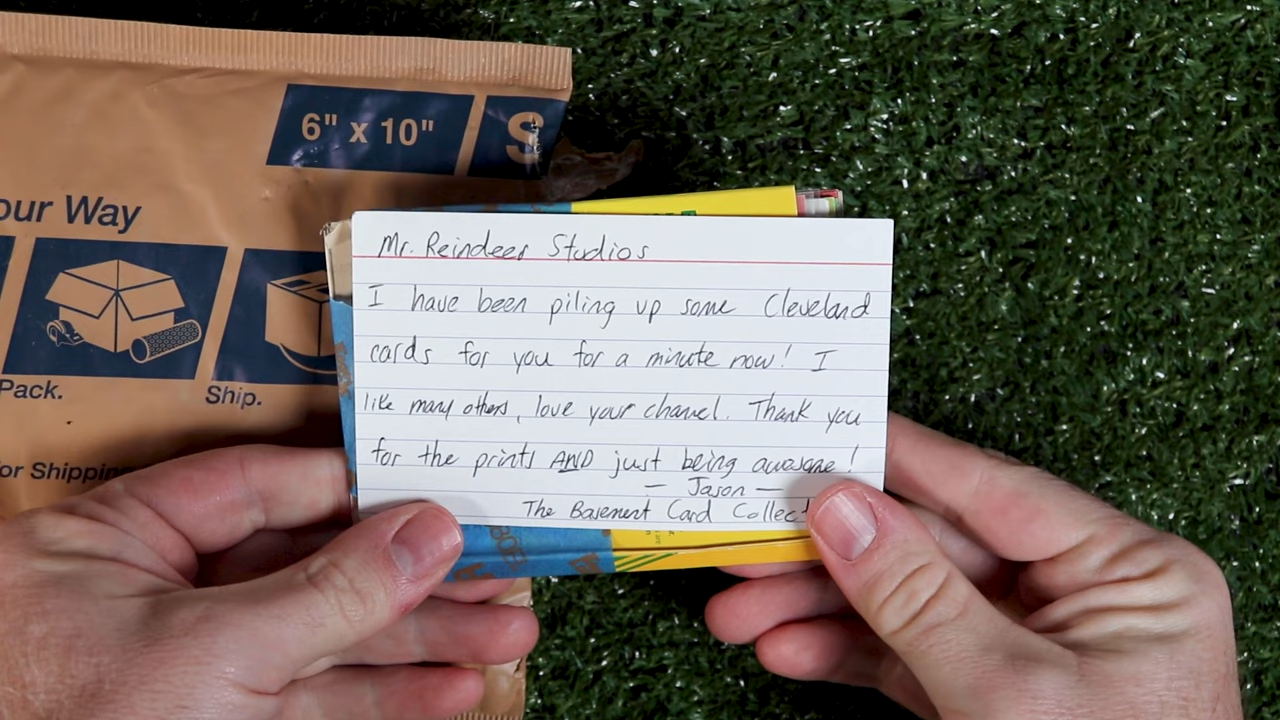 6" x 10"
S
our Way
Pack.
Ship.
or Shippin
Mr. Reindeer Studios
I have been piling up some Cleveland
cards for you for a minute now! I
like many others, love your channel. Thank you
for the prints AND just being awesome!
— Jason —
The Basement Card Collect